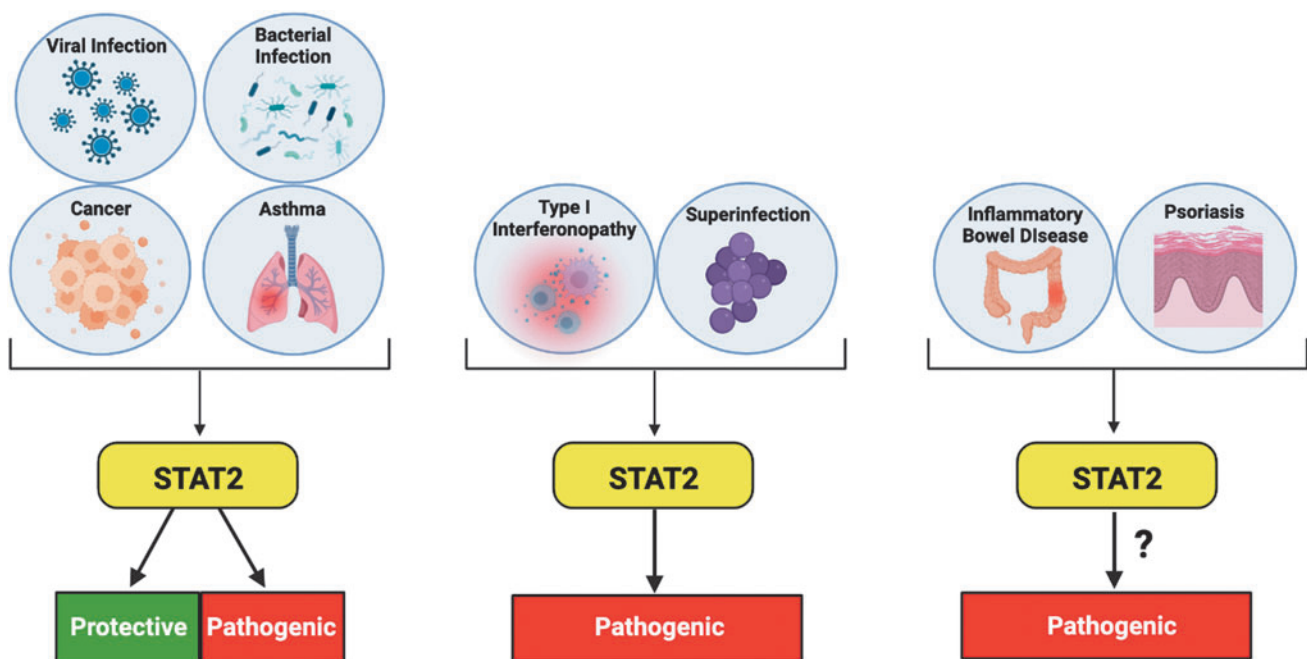 Viral Infection
Bacterial
Infection
Cancer
Asthma
Type I
Interferonopathy
Superinfection
Inflammatory
Bowel Disease
Psoriasis
STAT2
STAT2
STAT2
?
Protective
Pathogenic
Pathogenic
Pathogenic